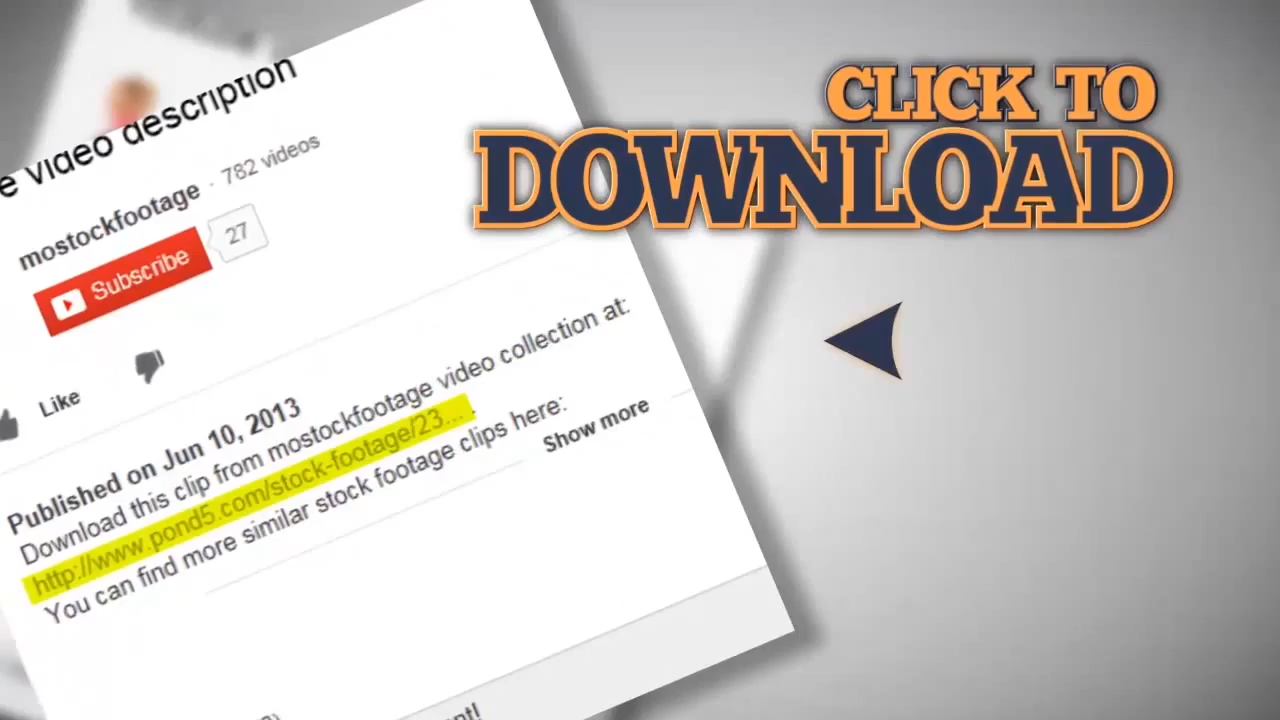 e video description
mostockfootage · 782 videos
Subscribe
27
Like
Published on Jun 10, 2013
Download this clip from mostockfootage video collection at:
http://www.pond5.com/stock-footage/23... .
You can find more similar stock footage clips here:
Show more
CLICK TO
DOWNLOAD